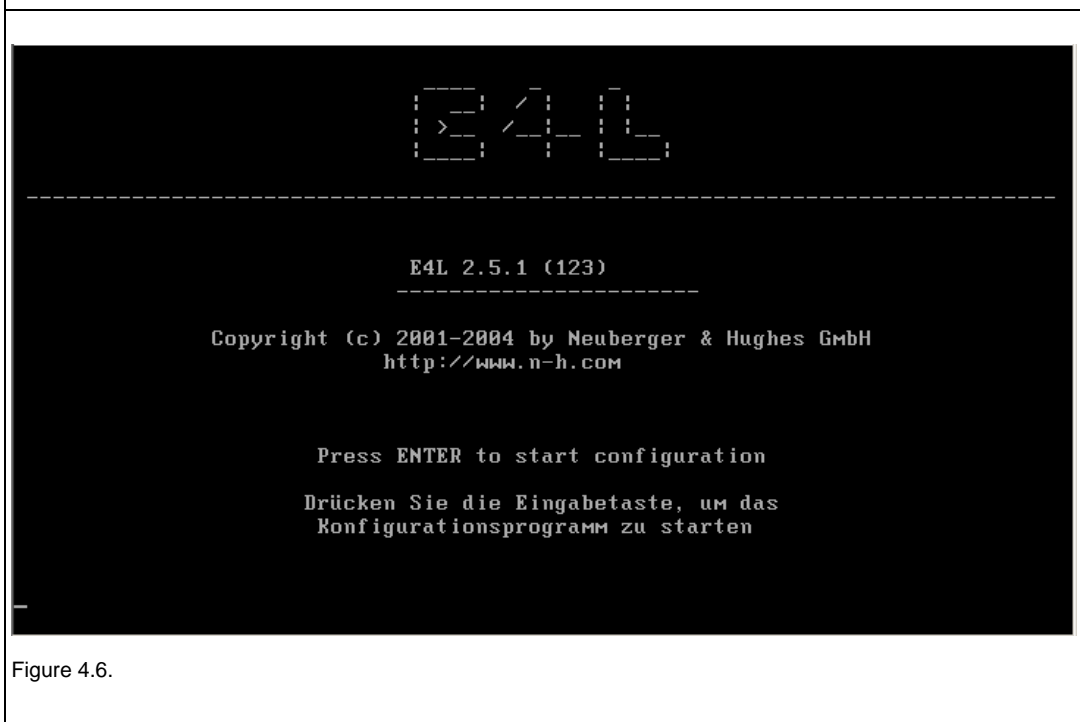 E4L
E4L 2.5.1 (123)
Copyright (c) 2001-2004 by Neuberger & Hughes GmbH
http://www.n-h.com
Press ENTER to start configuration
Drücken Sie die Eingabetaste, um das
Konfigurationsprogramm zu starten
Figure 4.6.